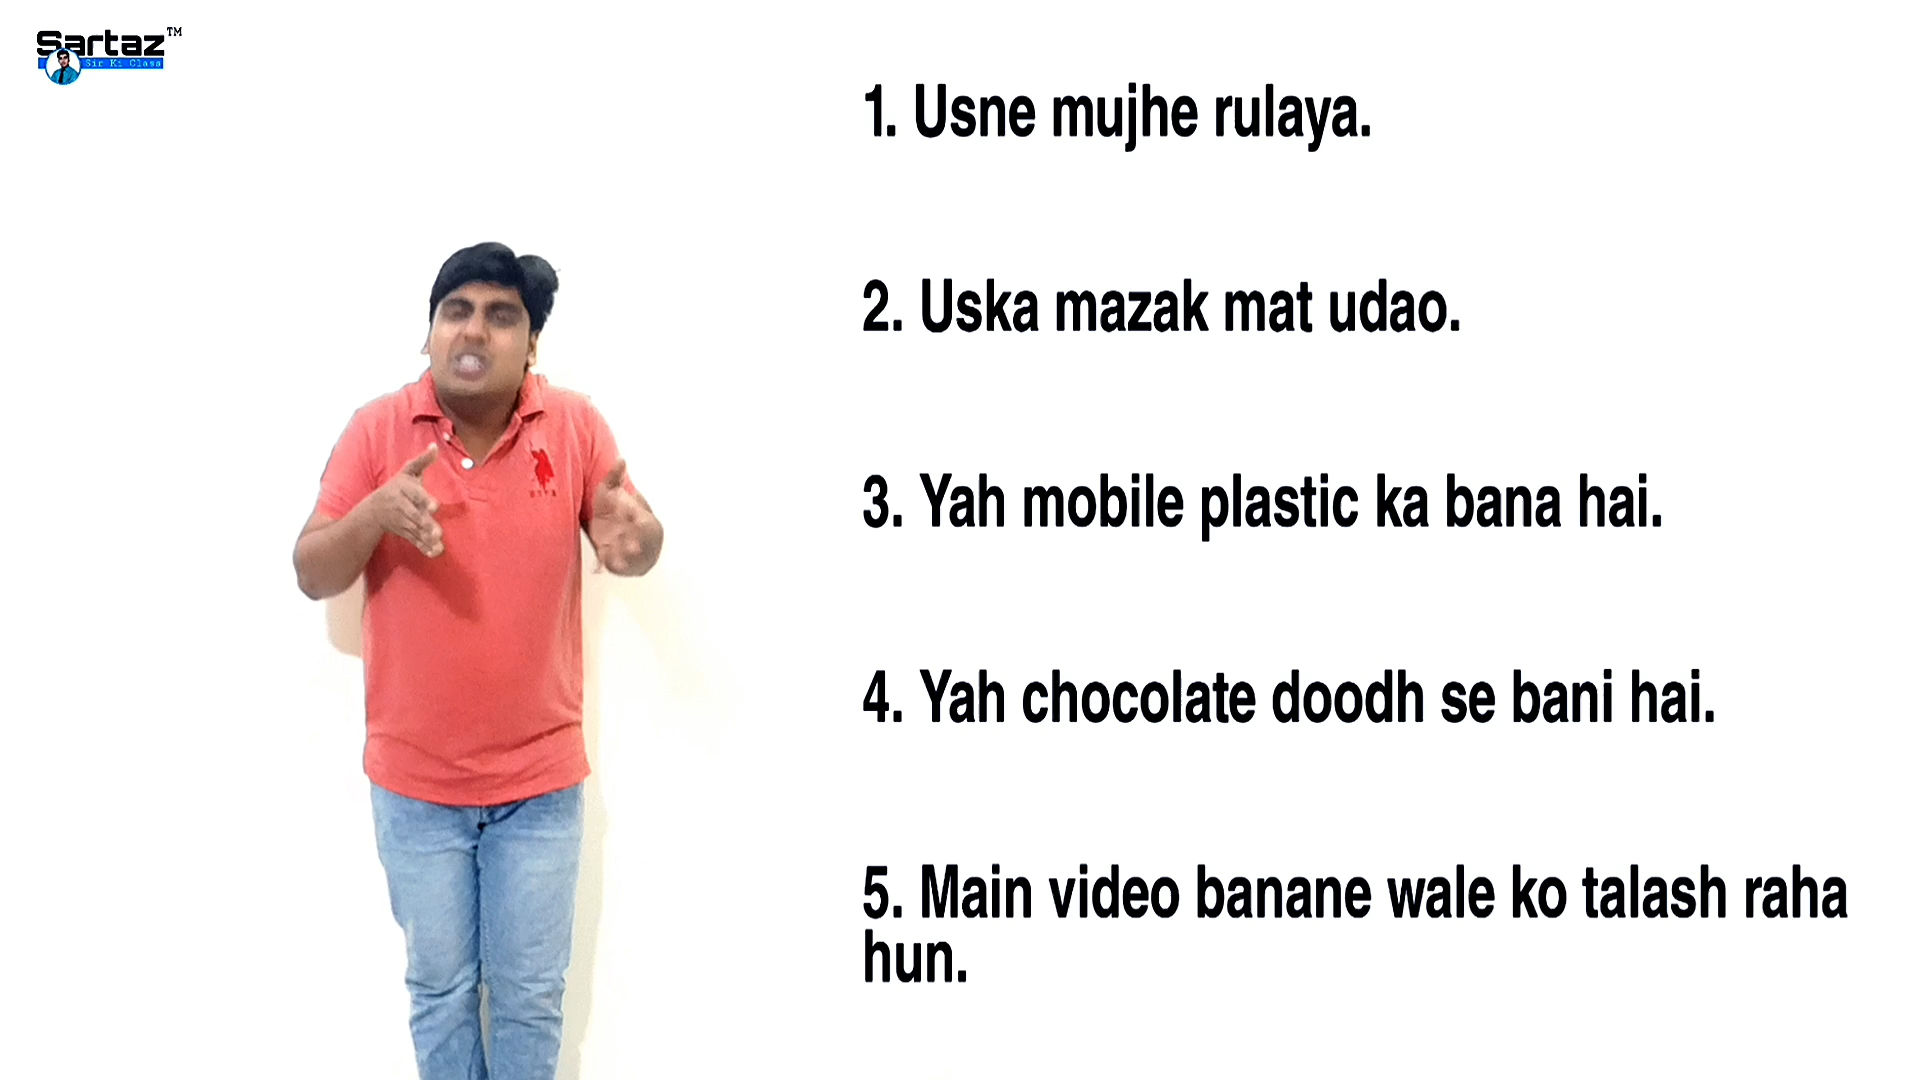 Sartaz™
Sir Ki Class
1. Usne mujhe rulaya.
2. Uska mazak mat udao.
3. Yah mobile plastic ka bana hai.
4. Yah chocolate doodh se bani hai.
5. Main video banane wale ko talash raha
hun.